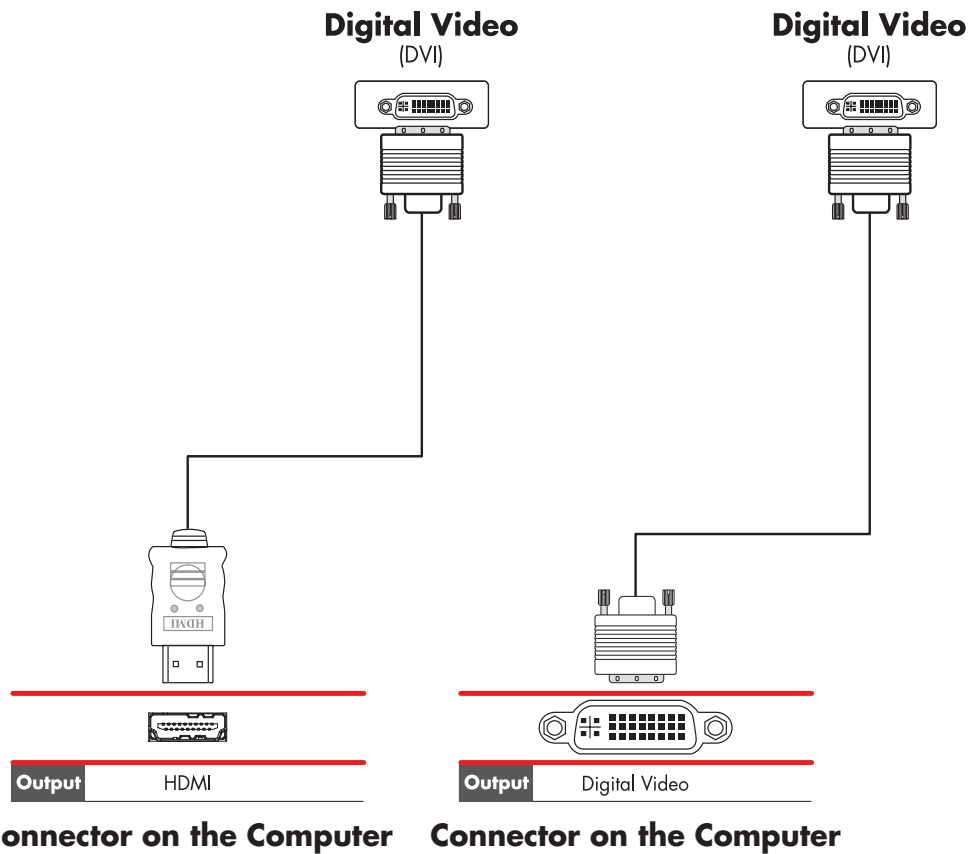 Digital Video
(DVI)
Digital Video
(DVI)
HDMI
Output HDMI
Output Digital Video
onnector on the Computer
Connector on the Computer